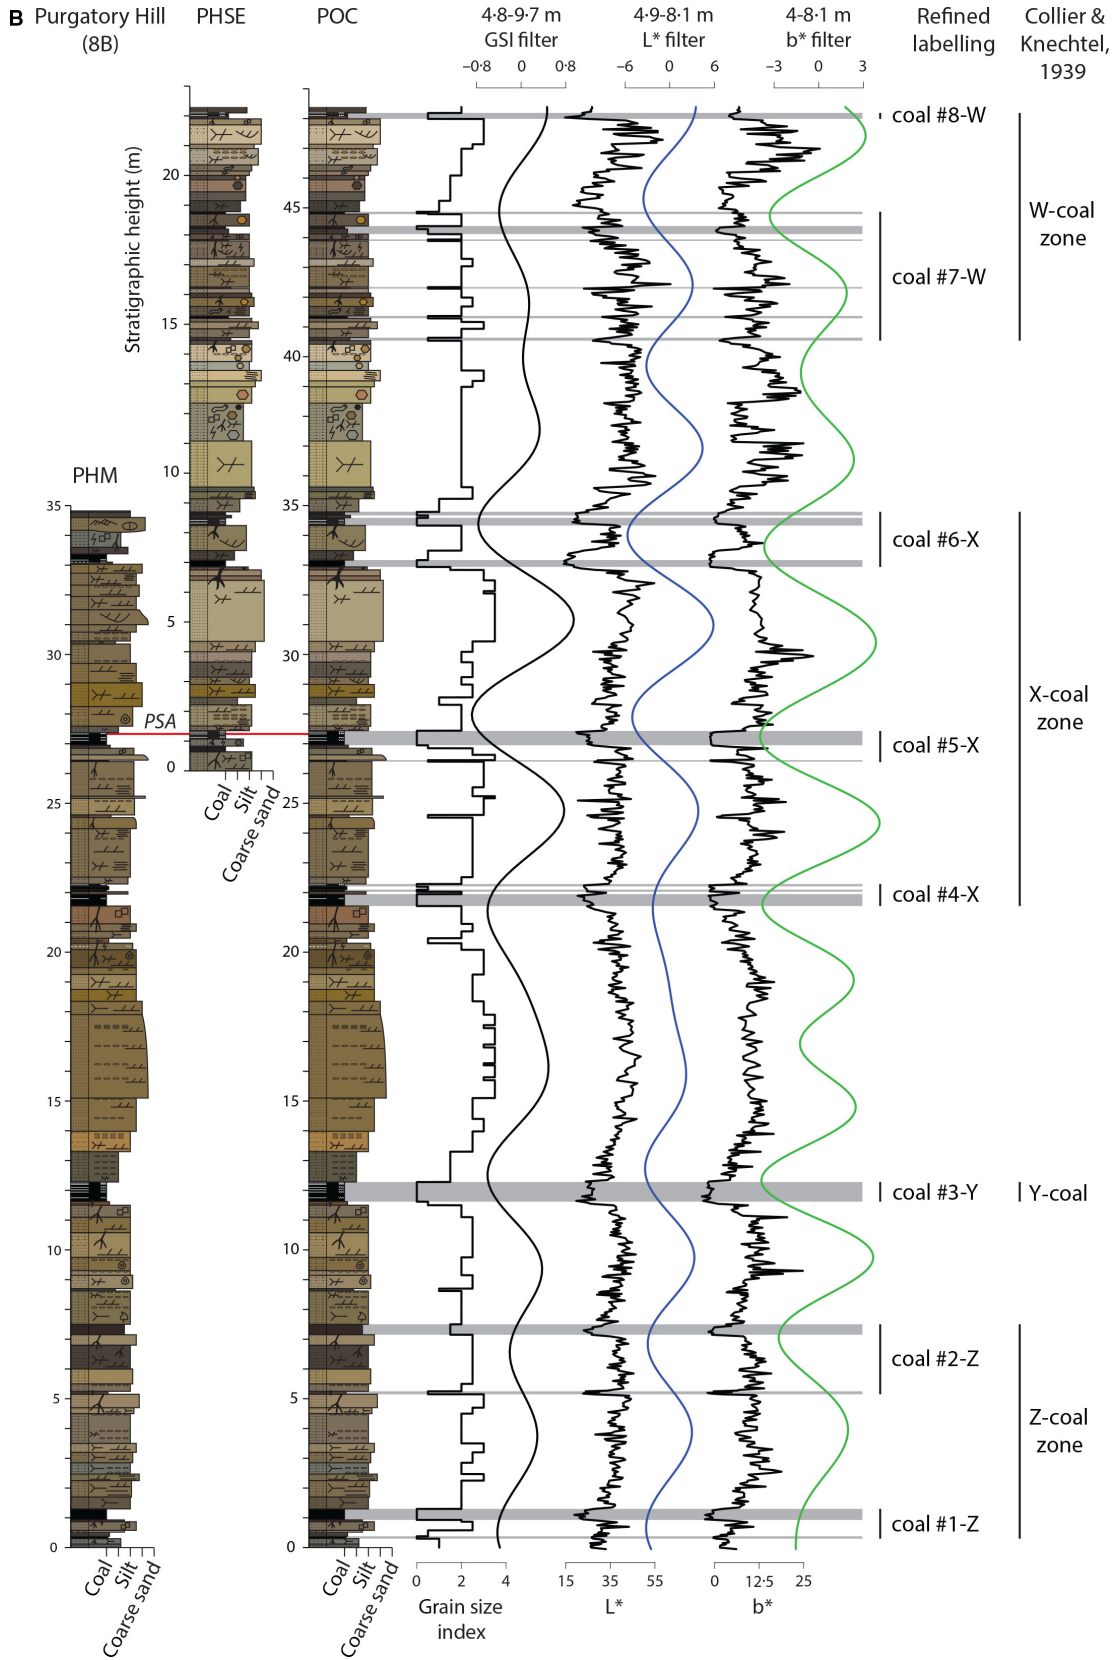 B
Purgatory Hill
(8B)
PHSE
POC
4·8-9·7 m
GSI filter
4·9-8·1 m
L* filter
4-8·1 m
b* filter
Refined
labelling
Collier &
Knechtel,
1939
−0·8 0 0·8
−6 0 6
−3 0 3
Stratigraphic height (m)
20
15
10
5
0
PHM
PSA
35
30
25
20
15
10
5
0
45
40
35
30
25
20
15
10
5
0
coal #8-W
coal #7-W
coal #6-X
coal #5-X
coal #4-X
coal #3-Y
coal #2-Z
coal #1-Z
W-coal
zone
X-coal
zone
Y-coal
Z-coal
zone
Coal
Silt
Coarse sand
Coal
Silt
Coarse sand
Coal
Silt
Coarse sand
0 2 4
Grain size
index
15 35 55
L*
0 12·5 25
b*